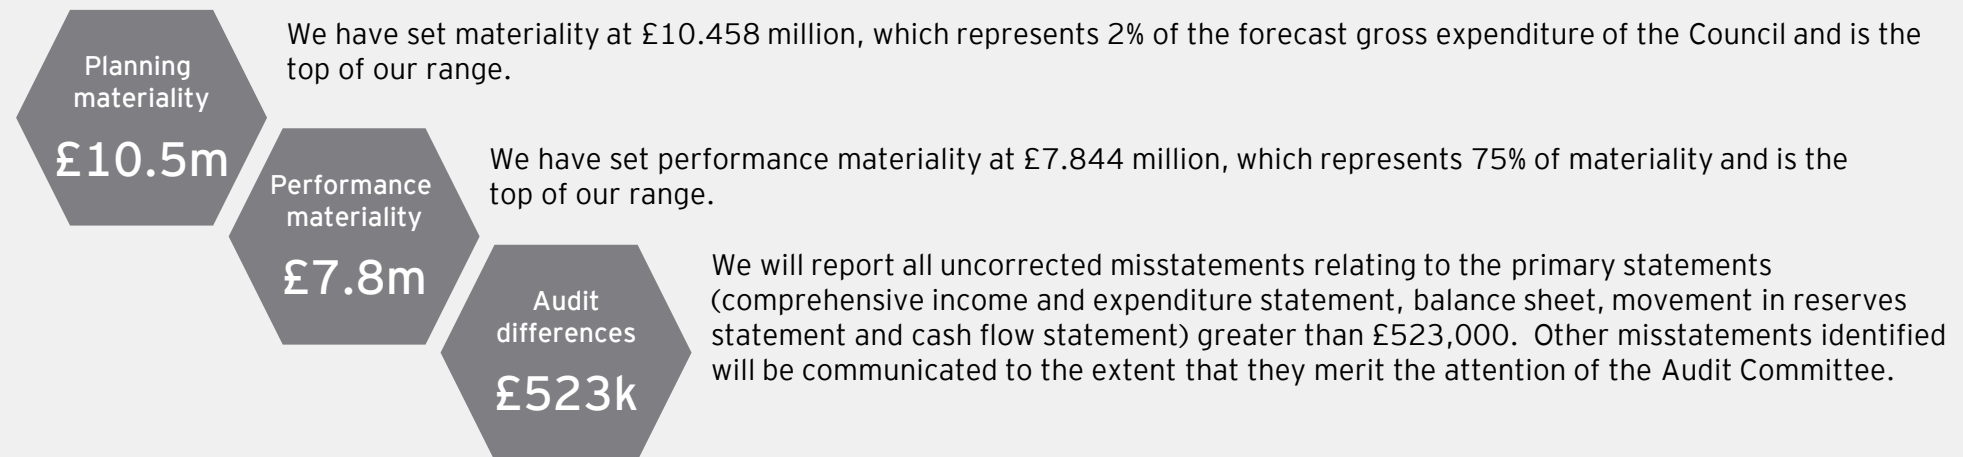 Planning
materiality
£10.5m
We have set materiality at £10.458 million, which represents 2% of the forecast gross expenditure of the Council and is the
top of our range.
Performance
materiality
£7.8m
We have set performance materiality at £7.844 million, which represents 75% of materiality and is the
top of our range.
Audit
differences
£523k
We will report all uncorrected misstatements relating to the primary statements
(comprehensive income and expenditure statement, balance sheet, movement in reserves
statement and cash flow statement) greater than £523,000.  Other misstatements identified
will be communicated to the extent that they merit the attention of the Audit Committee.